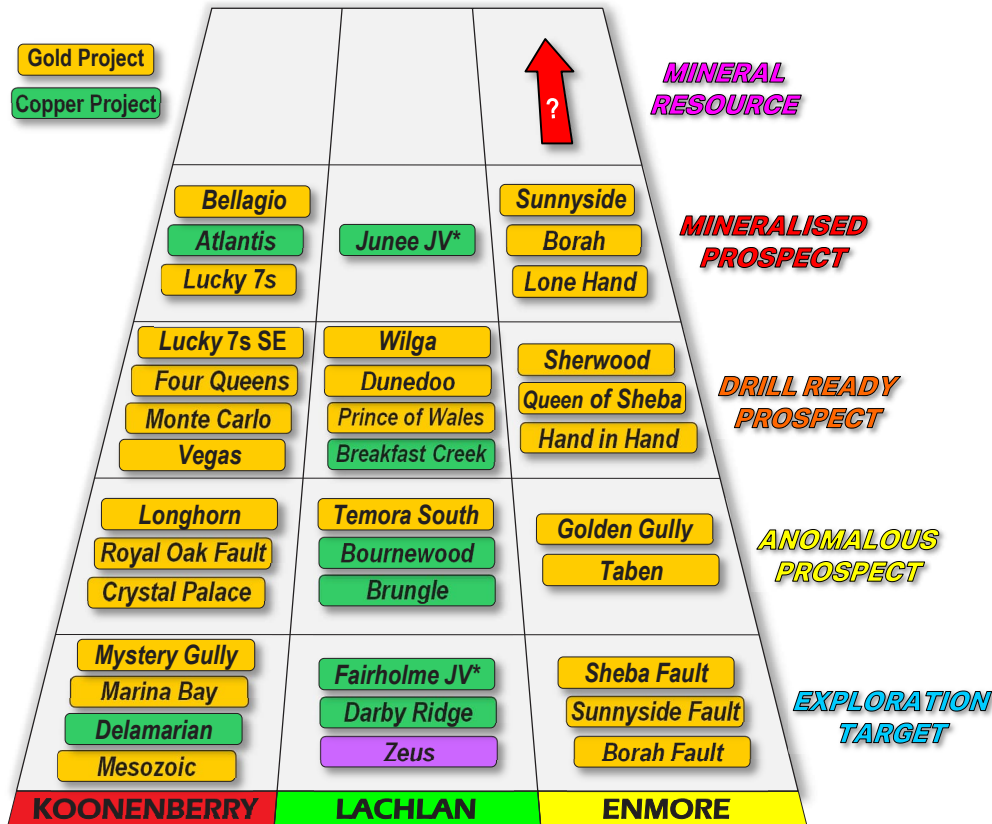 Gold Project
Copper Project
?
MINERAL
RESOURCE
Bellagio
Atlantis
Lucky 7s
Junee JV*
Sunnyside
Borah
Lone Hand
MINERALISED
PROSPECT
Lucky 7s SE
Four Queens
Monte Carlo
Vegas
Wilga
Dunedoo
Prince of Wales
Breakfast Creek
Sherwood
Queen of Sheba
Hand in Hand
DRILL READY
PROSPECT
Longhorn
Royal Oak Fault
Crystal Palace
Temora South
Bournewood
Brungle
Golden Gully
Taben
ANOMALOUS
PROSPECT
Mystery Gully
Marina Bay
Delamarian
Mesozoic
Fairholme JV*
Darby Ridge
Zeus
Sheba Fault
Sunnyside Fault
Borah Fault
EXPLORATION
TARGET
KOONENBERRY
LACHLAN
ENMORE